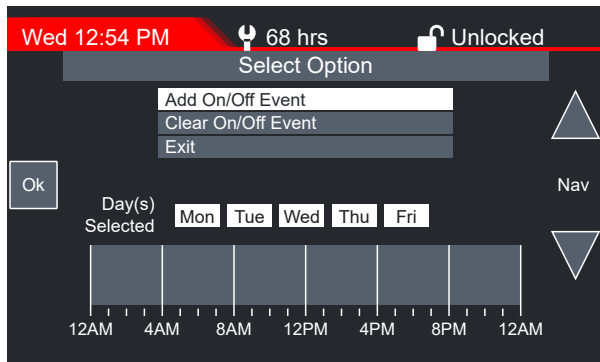 Wed 12:54 PM 68 hrs Unlocked
Select Option
Add On/Off Event
Clear On/Off Event
Exit
Ok
Nav
Day(s)
Selected
Mon Tue Wed Thu Fri
12AM 4AM 8AM 12PM 4PM 8PM 12AM